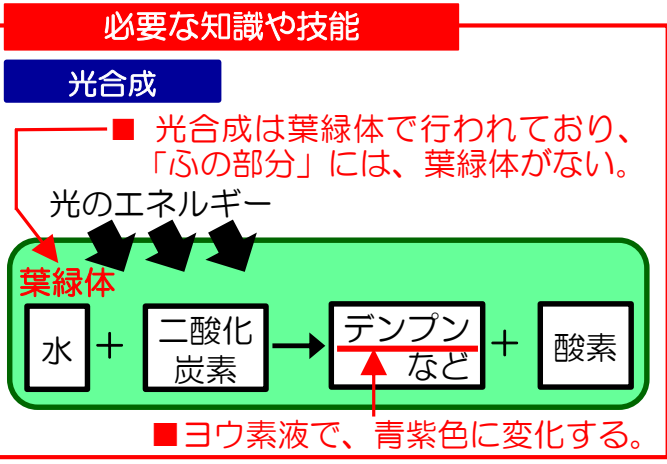 必要な知識や技能
光合成
■ 光合成は葉緑体で行われており、
「ふの部分」には、葉緑体がない。
光のエネルギー
葉緑体
水 + 二酸化炭素 → デンプンなど + 酸素
■ヨウ素液で、青紫色に変化する。